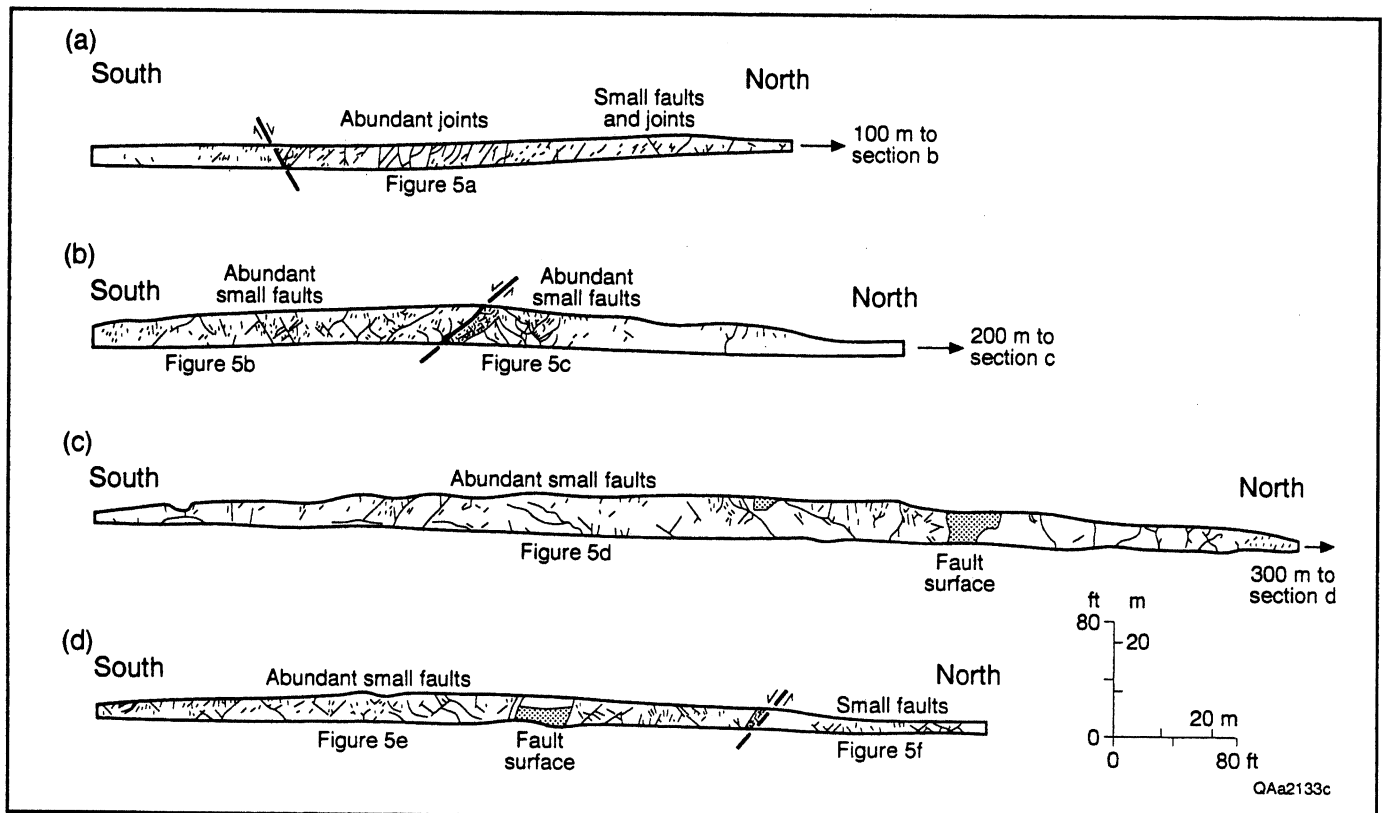 (a)
South
North
Abundant joints
Small faults
and joints
100 m to
section b
Figure 5a
(b)
South
Abundant
small faults
Abundant
small faults
North
200 m to
section c
Figure 5b
Figure 5c
(c)
South
Abundant small faults
North
Figure 5d
Fault
surface
300 m to
section d
(d)
South
Abundant small faults
North
Small faults
Figure 5e
Fault
surface
Figure 5f
ft m
80
20
0
20 m
0 80 ft
QAa2133c